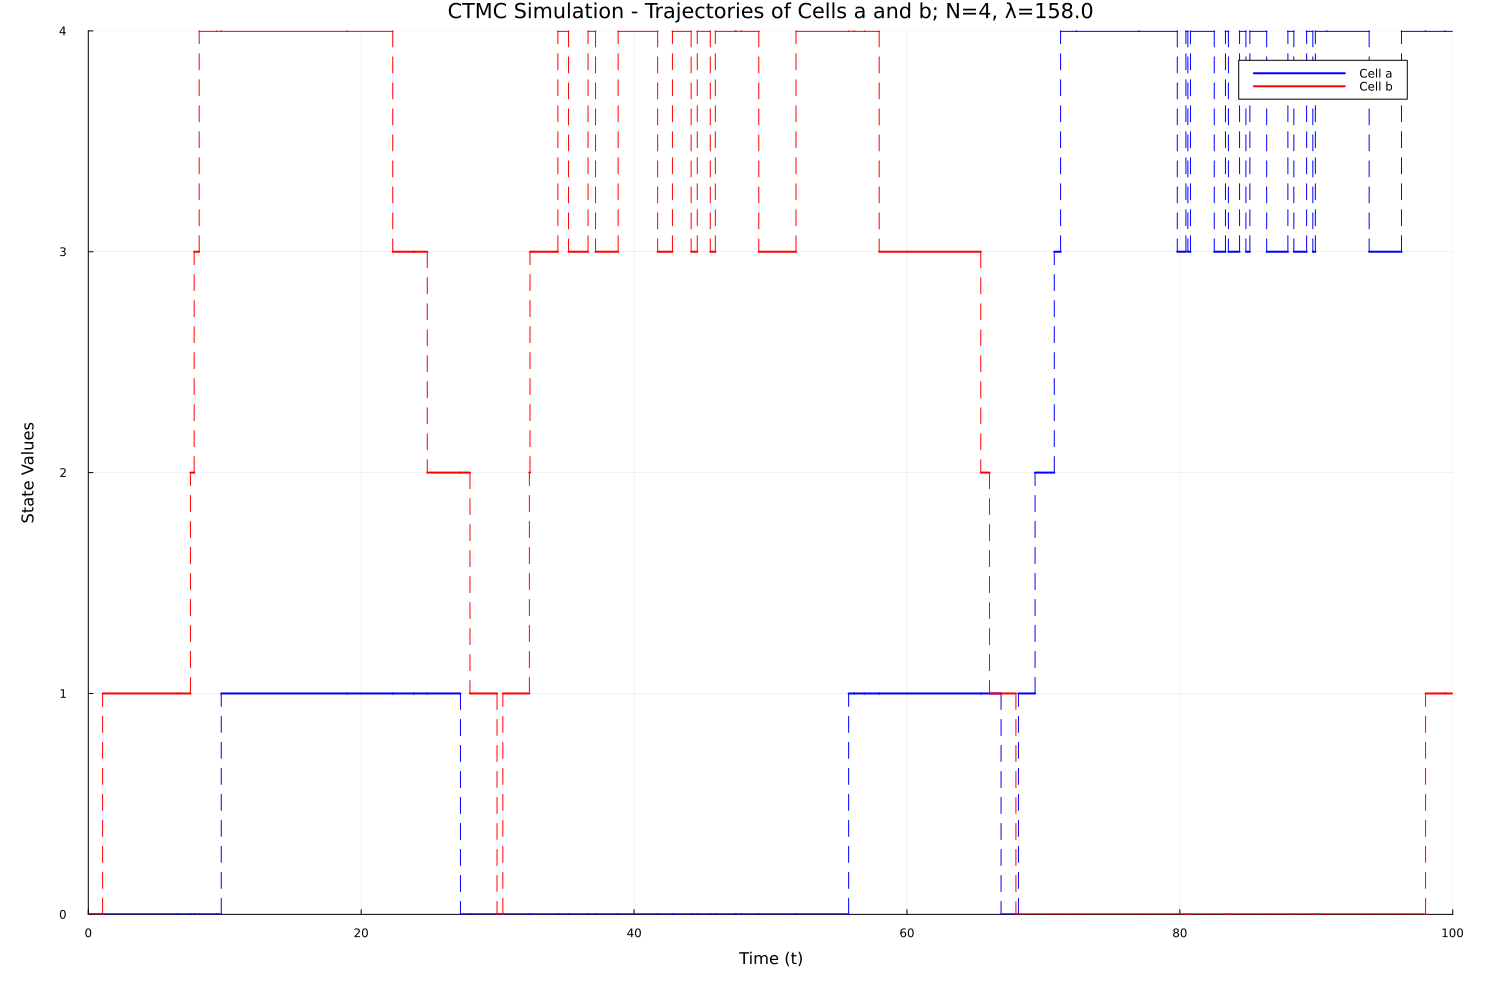 CTMC Simulation - Trajectories of Cells a and b; N=4, λ=158.0
4
Cell a
Cell b
3
State Values
2
1
0
0 20 40 60 80 100
Time (t)